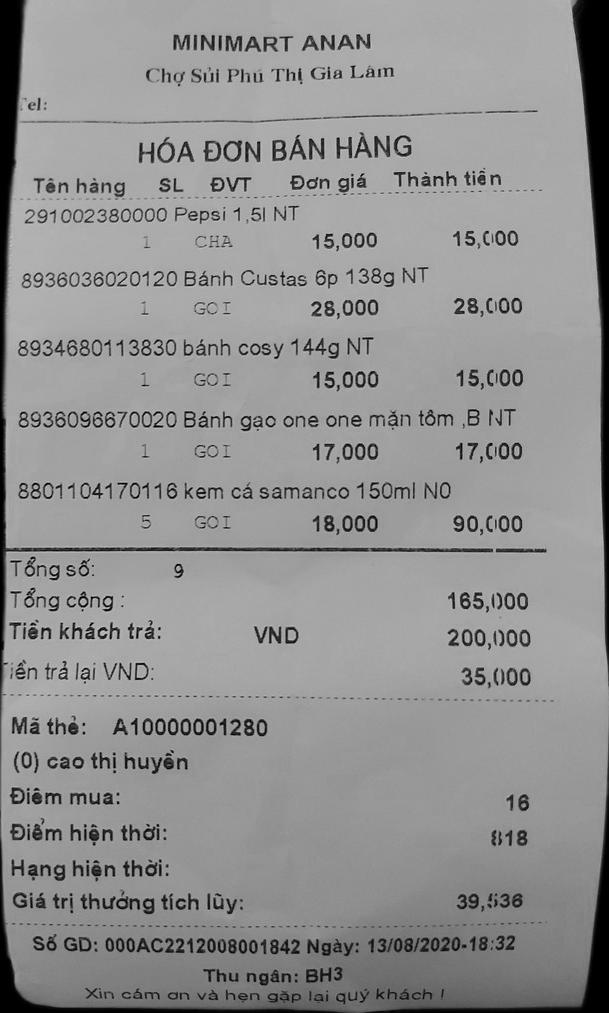 MINIMART ANAN
Chợ Sủi Phú Thị Gia Lâm
Tel:
HÓA ĐƠN BÁN HÀNG
Tên hàng SL ĐVT Đơn giá Thành tiền
291002380000 Pepsi 1,5l NT
1 CHA 15,000 15,000
8936036020120 Bánh Custas 6p 138g NT
1 GOI 28,000 28,000
8934680113830 bánh cosy 144g NT
1 GOI 15,000 15,000
8936096670020 Bánh gạo one one mặn tôm ,B NT
1 GOI 17,000 17,000
8801104170116 kem cá samanco 150ml N0
5 GOI 18,000 90,000
Tổng số: 9
Tổng cộng : 165,000
Tiền khách trả: VND 200,000
Tiền trả lại VND: 35,000
Mã thẻ: A10000001280
(0) cao thị huyền
Điểm mua: 16
Điểm hiện thời: 818
Hạng hiện thời:
Giá trị thưởng tích lũy: 39,536
Số GD: 000AC2212008001842 Ngày: 13/08/2020-18:32
Thu ngân: BH3
Xin cám ơn và hẹn gặp lại quý khách !